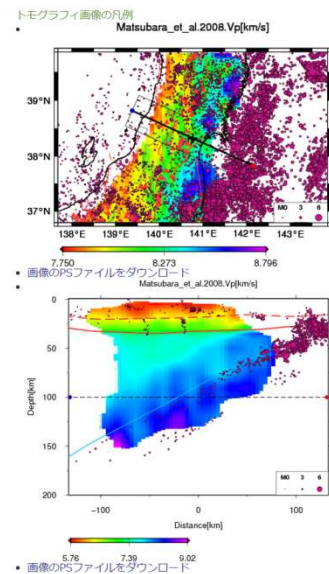 トモグラフィ画像の凡例
Matsubara_et_al.2008.Vp[km/s]
39°N
38°N
37°N
138°E 139°E 140°E 141°E 142°E 143°E
M0 3 6
7.750 8.273 8.796
画像のPSファイルをダウンロード
Matsubara_et_al.2008.Vp[km/s]
0
50
100
150
200
Depth[km]
M0 3 6
-100 0 100
Distance[km]
5.76 7.39 9.02
画像のPSファイルをダウンロード